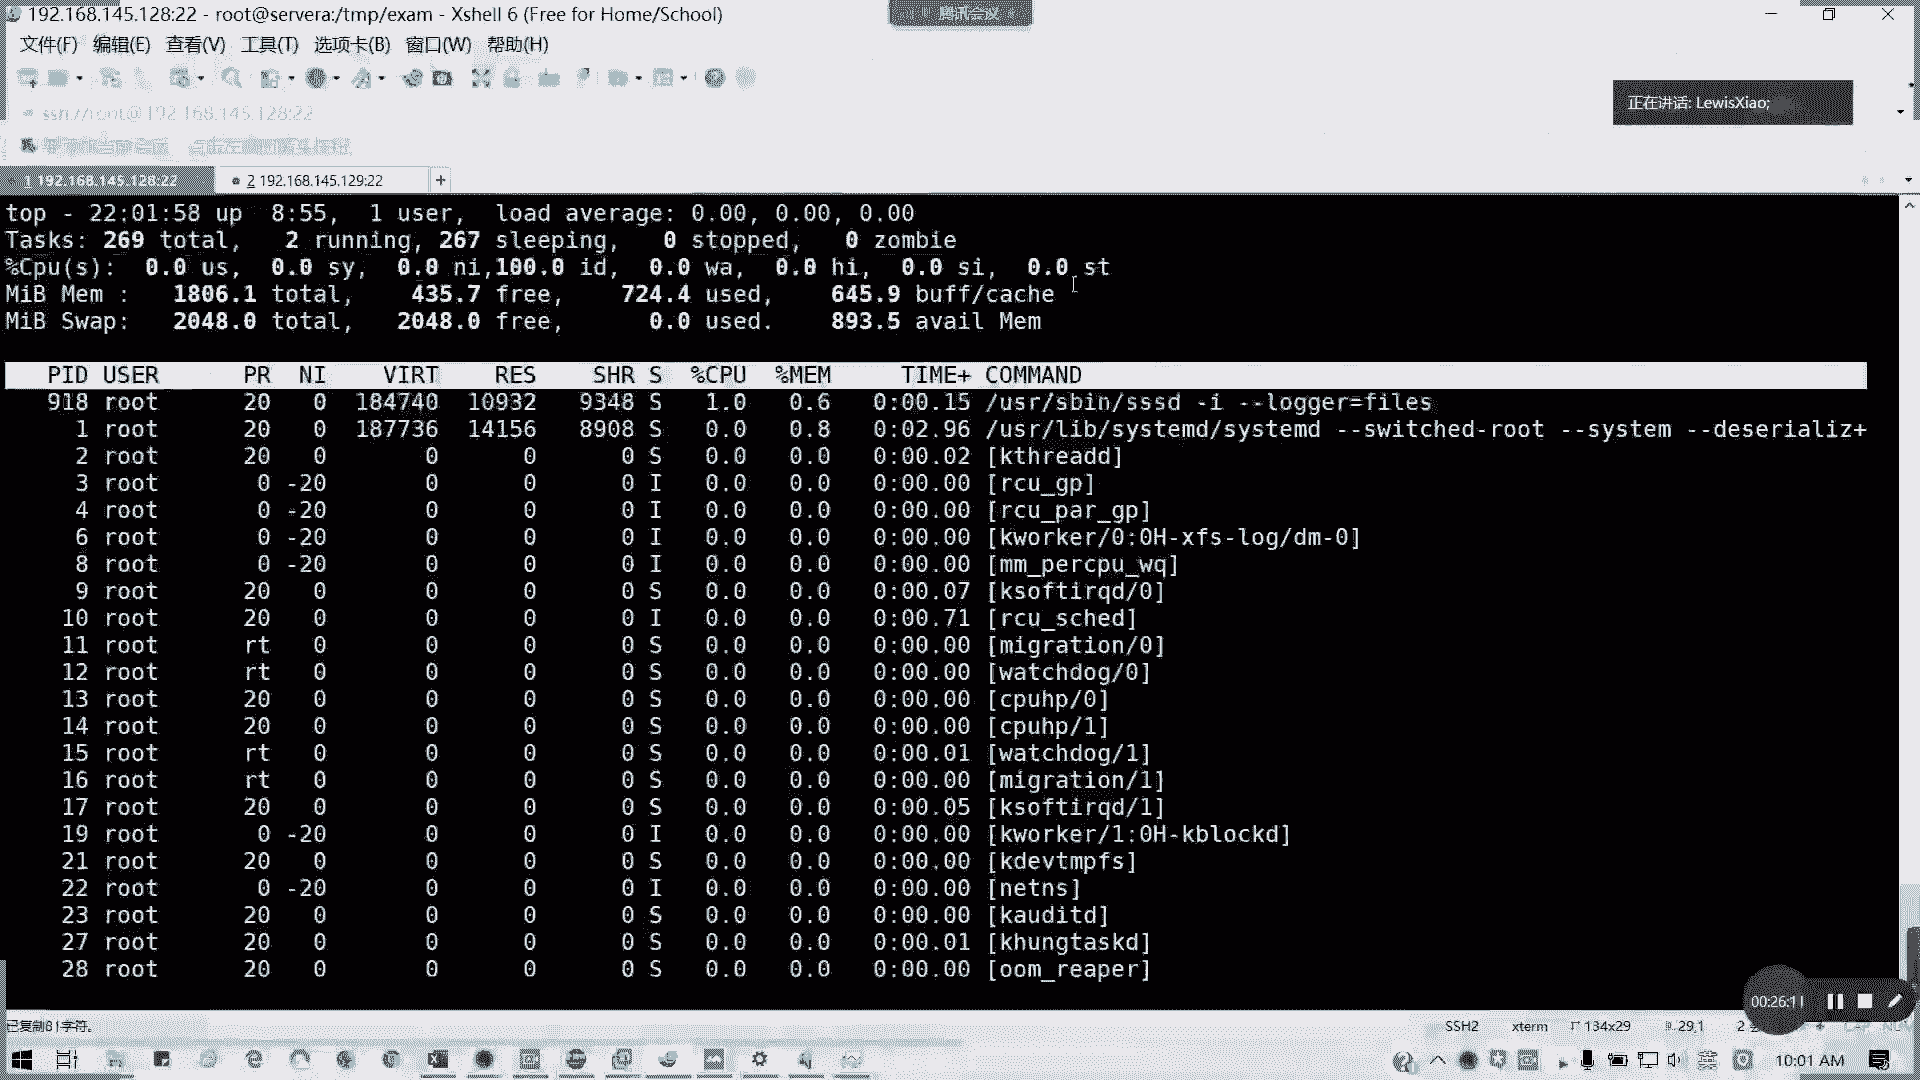 192.168.145.128:22 - root@servera:/tmp/exam - Xshell 6 (Free for Home/School)
腾讯会议
文件(F) 编辑(E) 查看(V) 工具(T) 选项卡(B) 窗口(W) 帮助(H)
正在讲话: LewisXiao;
ssh://root@192.168.145.128:22
1 192.168.145.128:22
2 192.168.145.129:22
+
top - 22:01:58 up  8:55,  1 user,  load average: 0.00, 0.00, 0.00
Tasks: 269 total,   2 running, 267 sleeping,   0 stopped,   0 zombie
%Cpu(s):  0.0 us,  0.0 sy,  0.0 ni,100.0 id,  0.0 wa,  0.0 hi,  0.0 si,  0.0 st
MiB Mem :   1806.1 total,    435.7 free,    724.4 used,    645.9 buff/cache
MiB Swap:   2048.0 total,   2048.0 free,      0.0 used.    893.5 avail Mem
PID USER PR NI VIRT RES SHR S %CPU %MEM TIME+ COMMAND
918 root 20 0 184740 10932 9348 S 1.0 0.6 0:00.15 /usr/sbin/sssd -i --logger=files
1 root 20 0 187736 14156 8908 S 0.0 0.8 0:02.96 /usr/lib/systemd/systemd --switched-root --system --deserializ+
2 root 20 0 0 0 0 S 0.0 0.0 0:00.02 [kthreadd]
3 root 0 -20 0 0 0 I 0.0 0.0 0:00.00 [rcu_gp]
4 root 0 -20 0 0 0 I 0.0 0.0 0:00.00 [rcu_par_gp]
6 root 0 -20 0 0 0 I 0.0 0.0 0:00.00 [kworker/0:0H-xfs-log/dm-0]
8 root 0 -20 0 0 0 I 0.0 0.0 0:00.00 [mm_percpu_wq]
9 root 20 0 0 0 0 S 0.0 0.0 0:00.07 [ksoftirqd/0]
10 root 20 0 0 0 0 I 0.0 0.0 0:00.71 [rcu_sched]
11 root rt 0 0 0 0 S 0.0 0.0 0:00.00 [migration/0]
12 root rt 0 0 0 0 S 0.0 0.0 0:00.00 [watchdog/0]
13 root 20 0 0 0 0 S 0.0 0.0 0:00.00 [cpuhp/0]
14 root 20 0 0 0 0 S 0.0 0.0 0:00.00 [cpuhp/1]
15 root rt 0 0 0 0 S 0.0 0.0 0:00.01 [watchdog/1]
16 root rt 0 0 0 0 S 0.0 0.0 0:00.00 [migration/1]
17 root 20 0 0 0 0 S 0.0 0.0 0:00.05 [ksoftirqd/1]
19 root 0 -20 0 0 0 I 0.0 0.0 0:00.00 [kworker/1:0H-kblockd]
21 root 20 0 0 0 0 S 0.0 0.0 0:00.00 [kdevtmpfs]
22 root 0 -20 0 0 0 I 0.0 0.0 0:00.00 [netns]
23 root 20 0 0 0 0 S 0.0 0.0 0:00.00 [kauditd]
27 root 20 0 0 0 0 S 0.0 0.0 0:00.01 [khungtaskd]
28 root 20 0 0 0 0 S 0.0 0.0 0:00.00 [oom_reaper]
00:26:11
已复制81字符。
SSH2 xterm 134x29 29,1 2 CAP NUM
英 10:01 AM